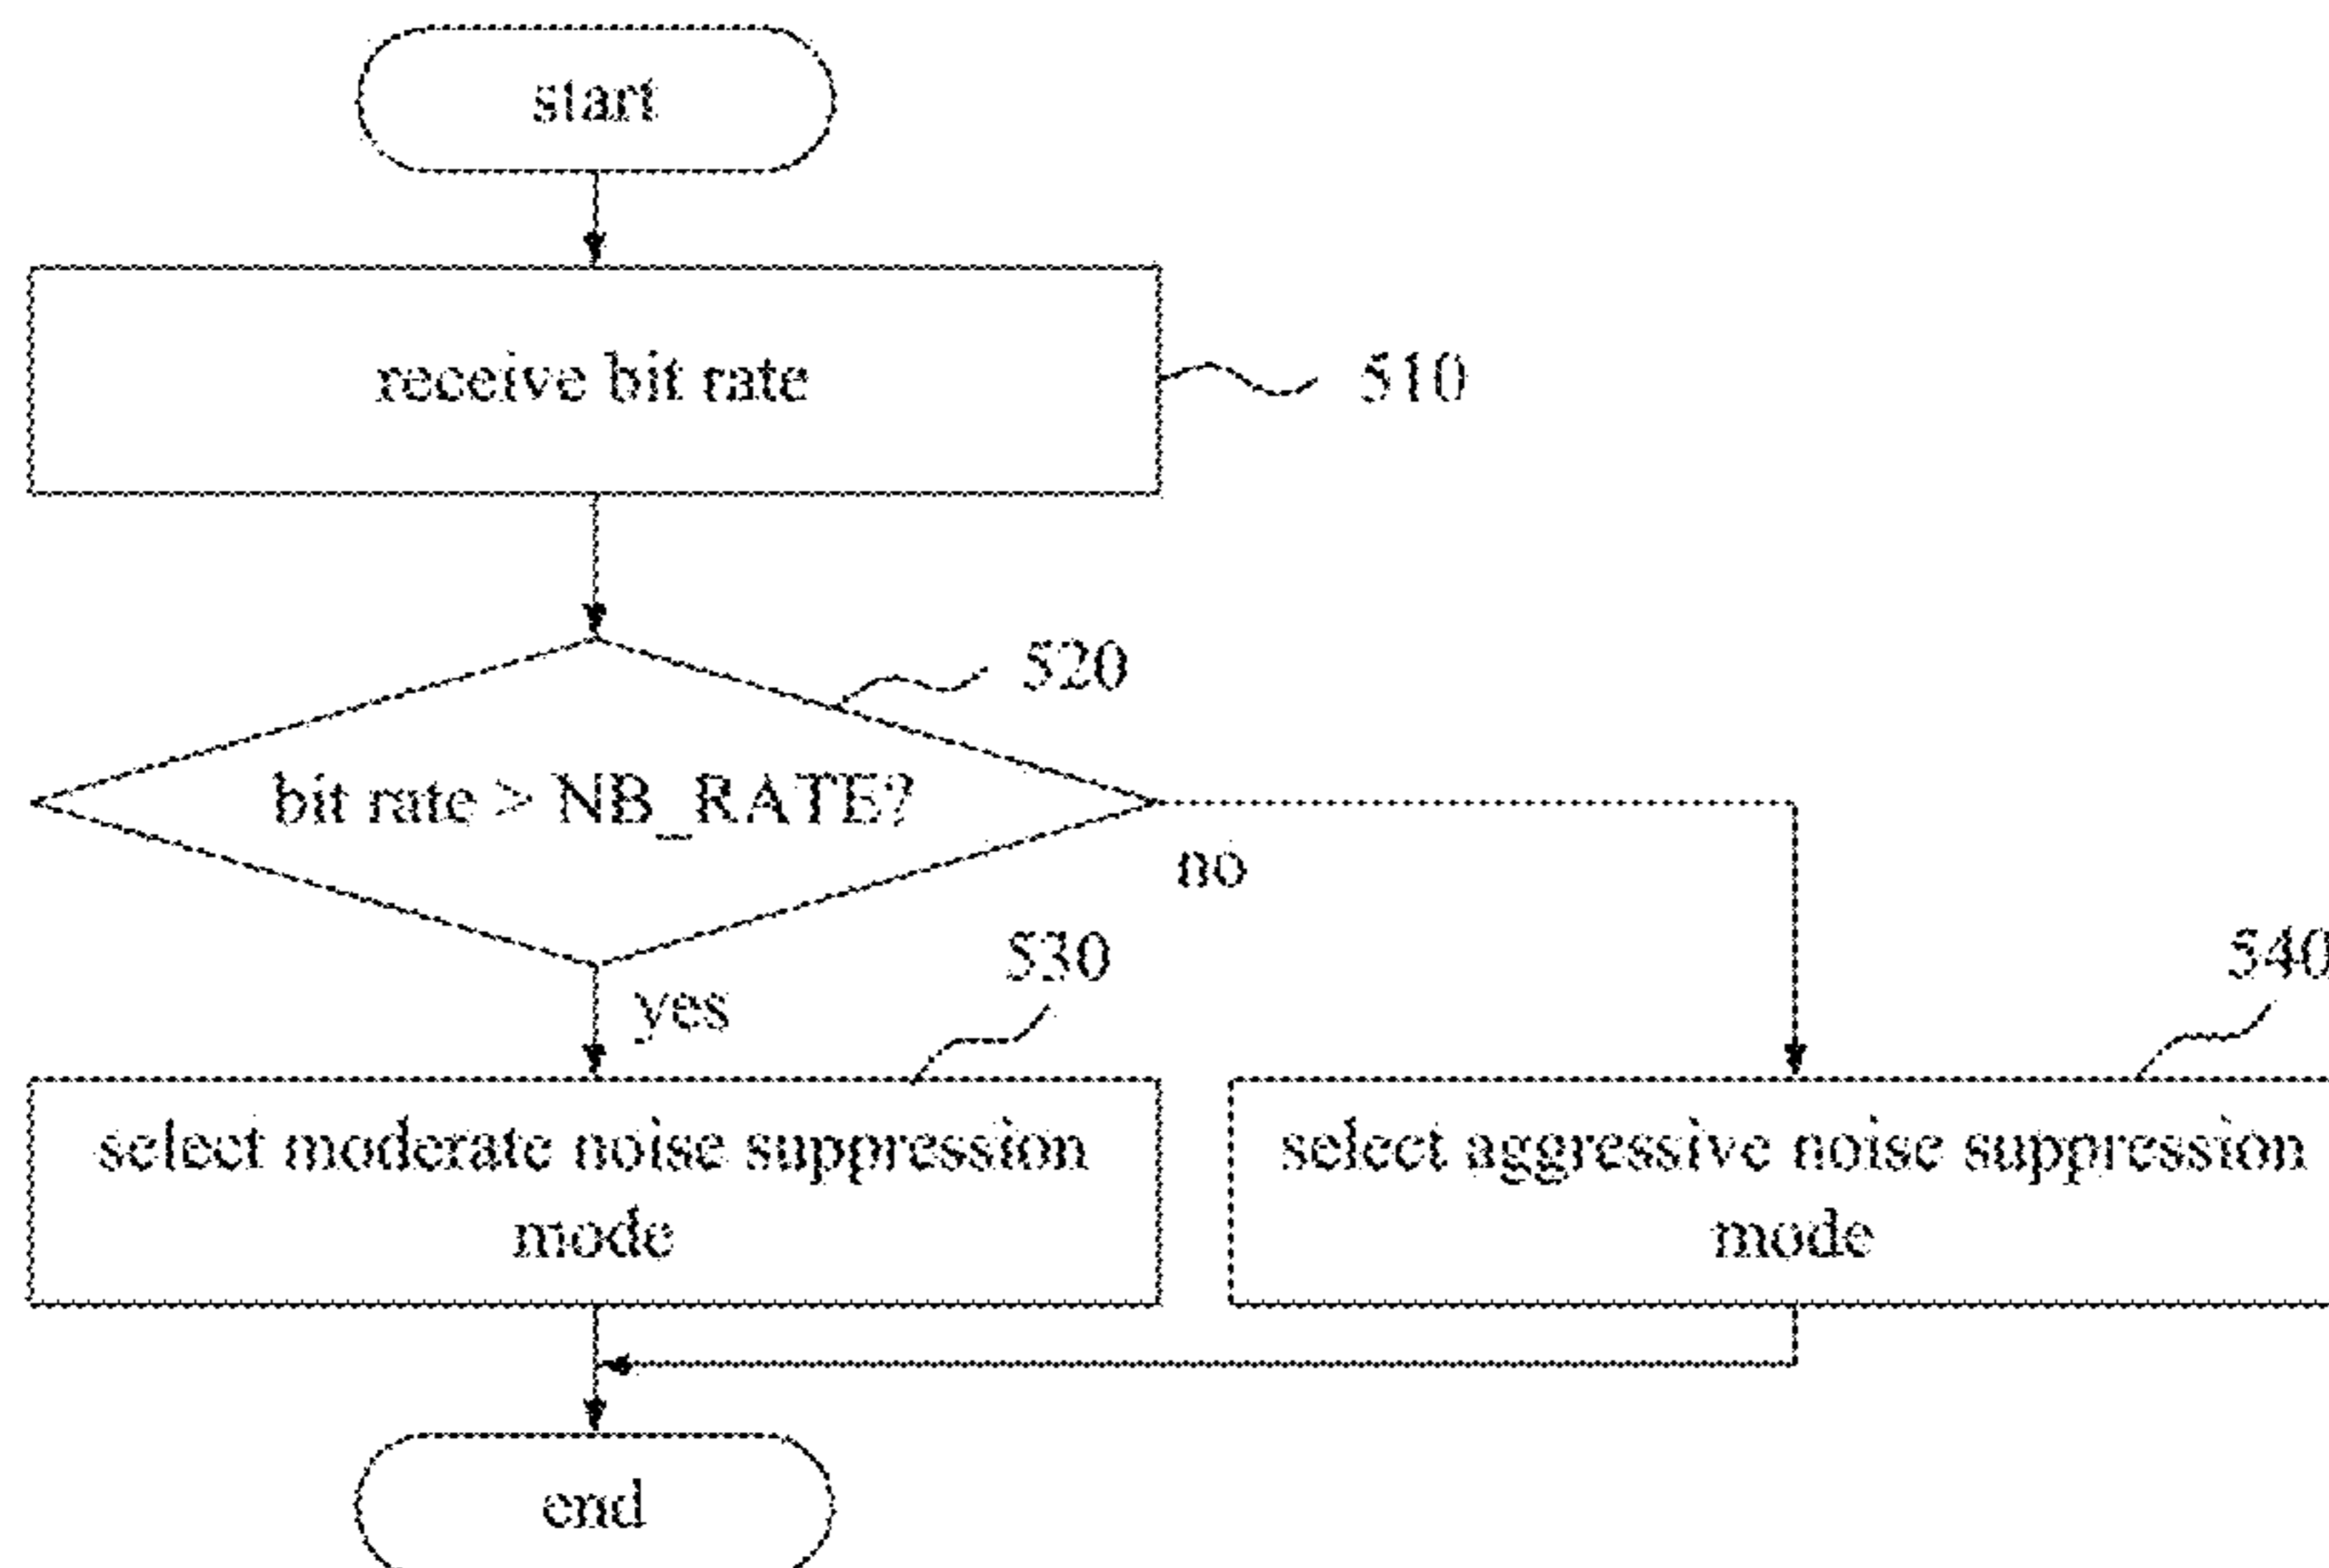 start
receive bit rate
510
520
bit rate > NB_RATE?
no
yes
530
540
select moderate noise suppression
mode
select aggressive noise suppression
mode
end